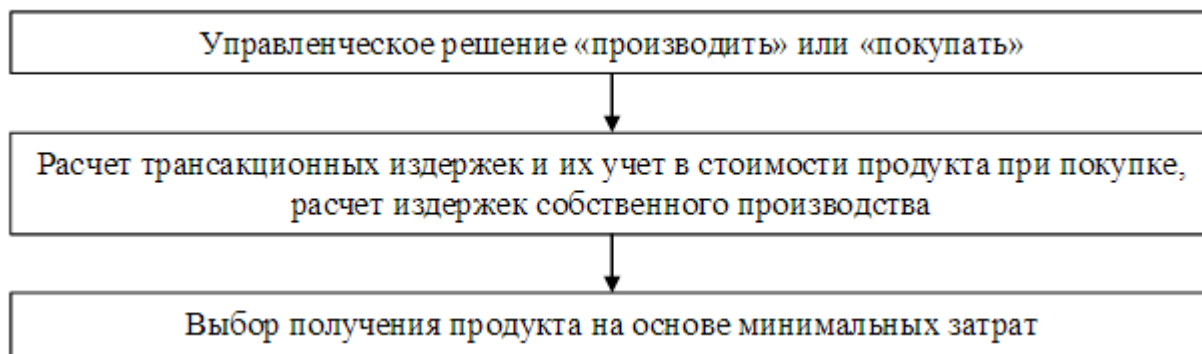 Управленческое решение «производить» или «покупать»
Расчет трансакционных издержек и их учет в стоимости продукта при покупке,
расчет издержек собственного производства
Выбор получения продукта на основе минимальных затрат